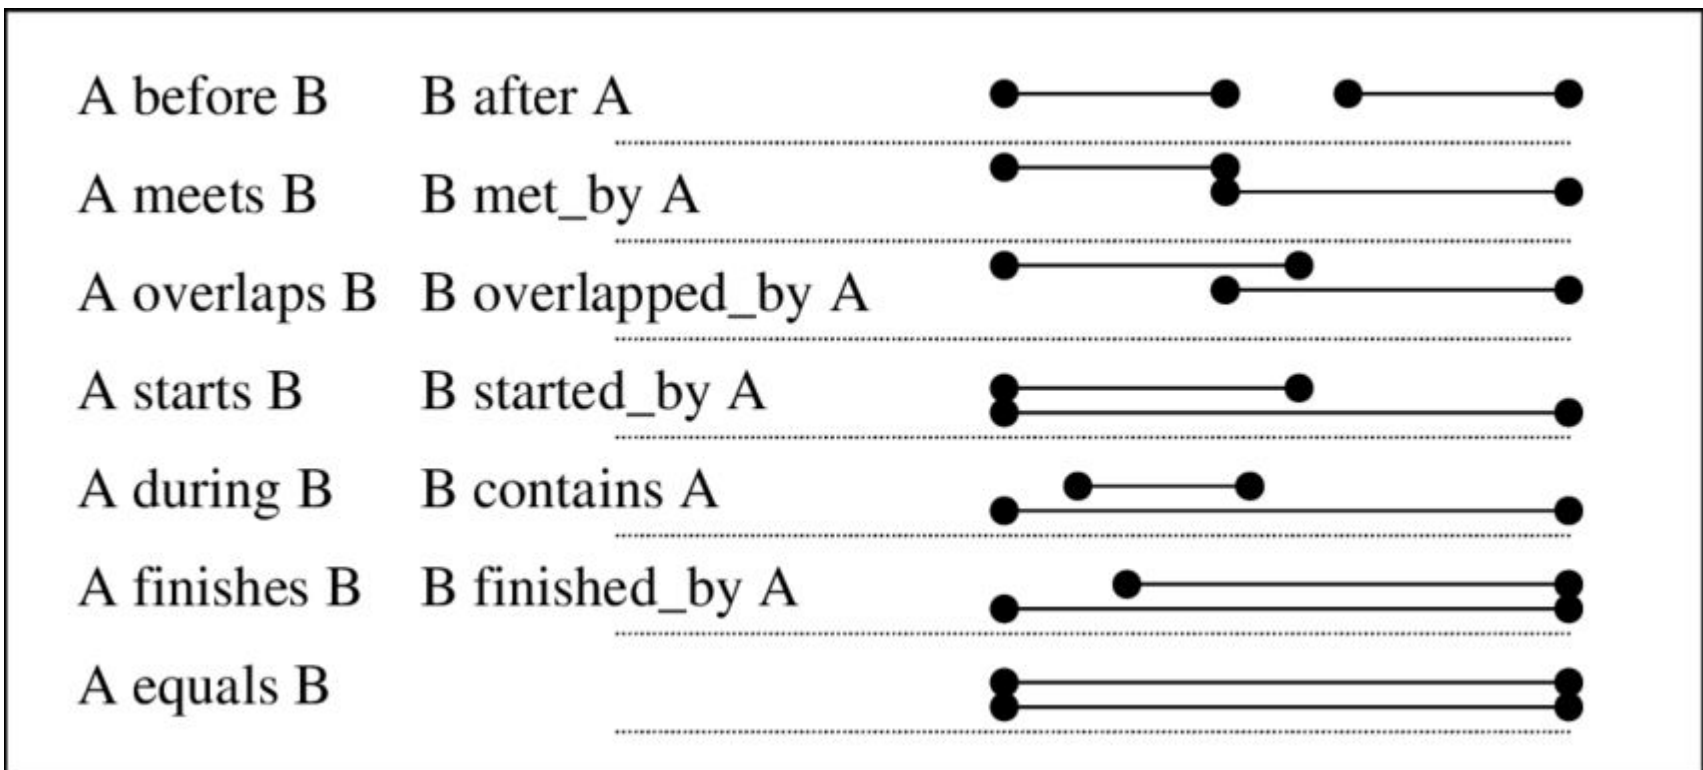 A before B B after A
A meets B B met_by A
A overlaps B B overlapped_by A
A starts B B started_by A
A during B B contains A
A finishes B B finished_by A
A equals B